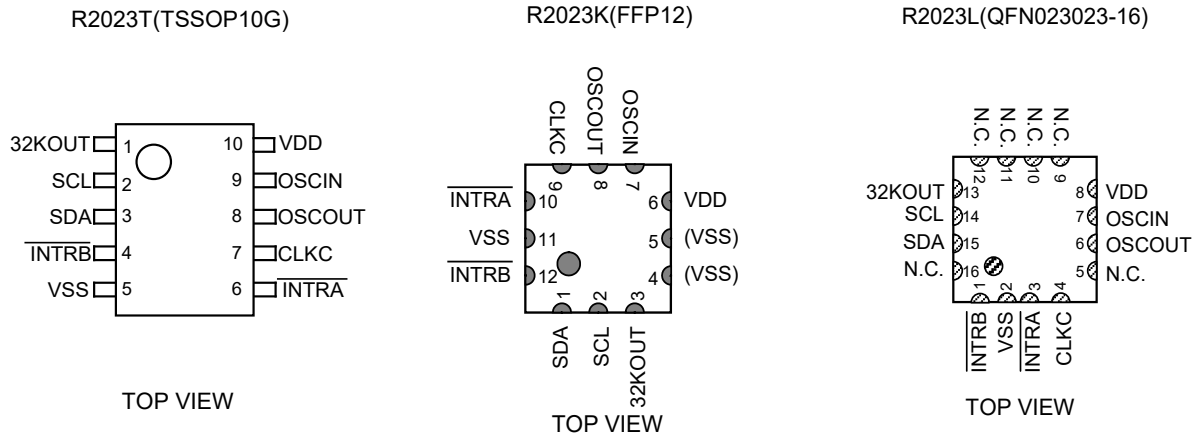 R2023T(TSSOP10G)
32KOUT 1 10 VDD
SCL 2 9 OSCIN
SDA 3 8 OSCOUT
INTRB 4 7 CLKC
VSS 5 6 INTRA
TOP VIEW
R2023K(FFP12)
CLKC OSCOUT OSCIN
9 8 7
INTRA 10 6 VDD
VSS 11 5 (VSS)
INTRB 12 4 (VSS)
1 2 3
SDA SCL 32KOUT
TOP VIEW
R2023L(QFN023023-16)
N.C. N.C. N.C. N.C.
12 11 10 9
32KOUT 13 8 VDD
SCL 14 7 OSCIN
SDA 15 6 OSCOUT
N.C. 16 5 N.C.
1 2 3 4
INTRB VSS INTRA CLKC
TOP VIEW